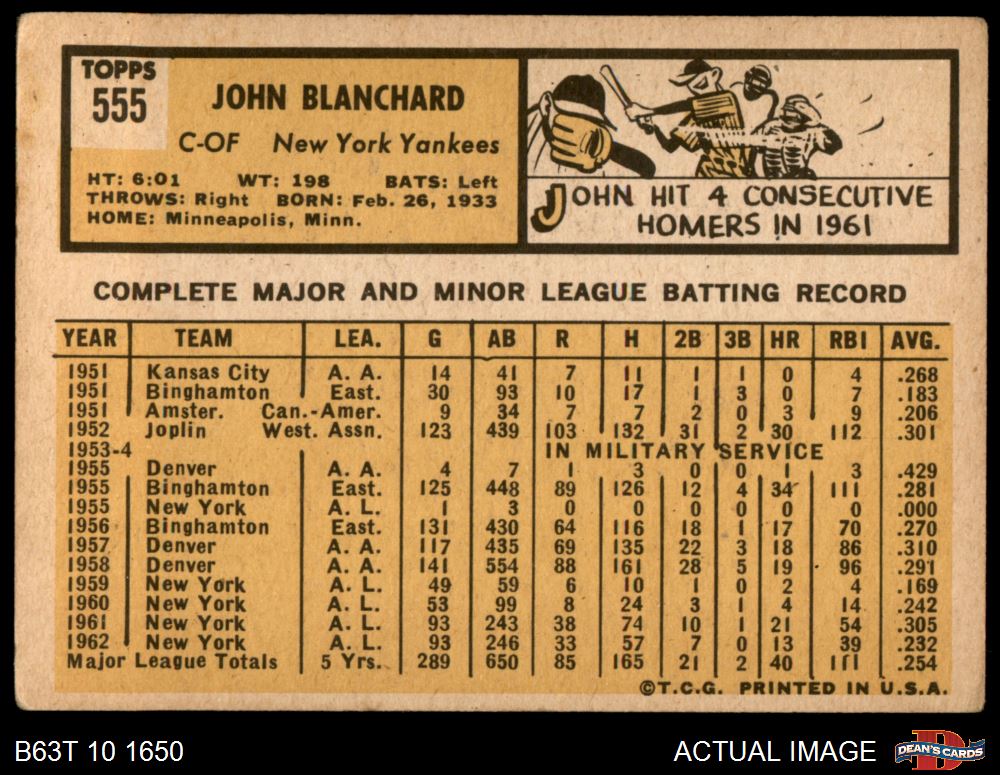 TOPPS
555
JOHN BLANCHARD
C-OF New York Yankees
HT: 6:01 WT: 198 BATS: Left
THROWS: Right BORN: Feb. 26, 1933
HOME: Minneapolis, Minn.
JOHN HIT 4 CONSECUTIVE
HOMERS IN 1961
COMPLETE MAJOR AND MINOR LEAGUE BATTING RECORD
YEAR TEAM LEA. G AB R H 2B 3B HR RBI AVG.
1951 Kansas City A. A. 14 41 7 11 1 1 0 4 .268
1951 Binghamton East. 30 93 10 17 1 3 0 7 .183
1951 Amster. Can.-Amer. 9 34 7 7 2 0 3 9 .206
1952 Joplin West. Assn. 123 439 103 132 31 2 30 112 .301
1953-4 IN MILITARY SERVICE
1955 Denver A. A. 4 7 1 3 0 0 1 3 .429
1955 Binghamton East. 125 448 89 126 12 4 34 111 .281
1955 New York A. L. 1 3 0 0 0 0 0 0 .000
1956 Binghamton East. 131 430 64 116 18 1 17 70 .270
1957 Denver A. A. 117 435 69 135 22 3 18 86 .310
1958 Denver A. A. 141 554 88 161 28 5 19 96 .291
1959 New York A. L. 49 59 6 10 1 0 2 4 .169
1960 New York A. L. 53 99 8 24 3 1 4 14 .242
1961 New York A. L. 93 243 38 74 10 1 21 54 .305
1962 New York A. L. 93 246 33 57 7 0 13 39 .232
Major League Totals 5 Yrs. 289 650 85 165 21 2 40 111 .254
©T.C.G. PRINTED IN U.S.A.
B63T 10 1650 ACTUAL IMAGE D DEAN'S CARDS